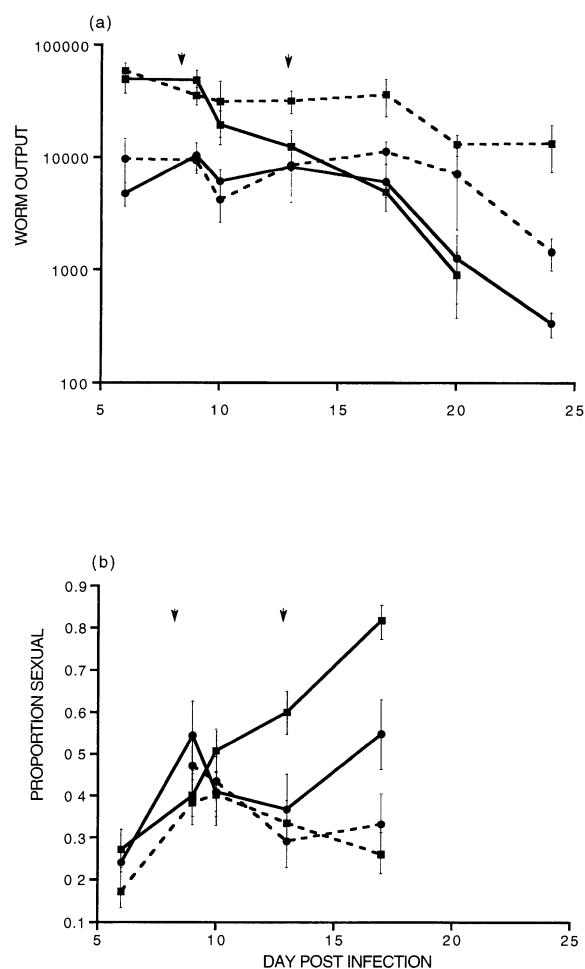 (a)
100000
10000
1000
100
WORM OUTPUT
5 10 15 20 25
(b)
0.9
0.8
0.7
0.6
0 5
0 4
0.3
0 2
0.1
PROPORTION SEXUAL
5 10 15 20 25
DAY POST INFECTION